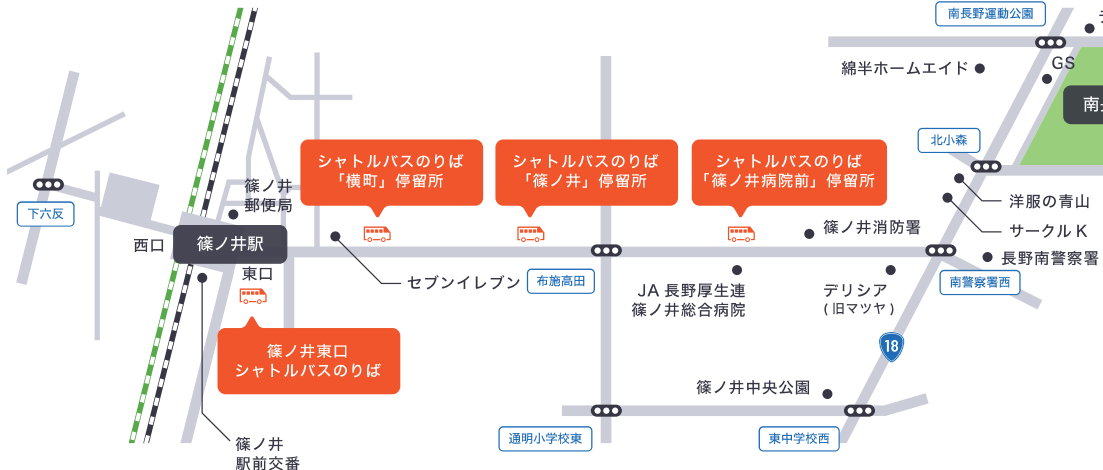 南長野運動公園
綿半ホームエイド
GS
北小森
シャトルバスのりば
「横町」停留所
シャトルバスのりば
「篠ノ井」停留所
シャトルバスのりば
「篠ノ井病院前」停留所
下六反
篠ノ井
郵便局
洋服の青山
サークルK
篠ノ井消防署
西口
篠ノ井駅
長野南警察署
東口
セブンイレブン
布施高田
南警察署西
JA 長野厚生連
篠ノ井総合病院
デリシア
(旧マツヤ)
18
篠ノ井東口
シャトルバスのりば
篠ノ井中央公園
通明小学校東
東中学校西
篠ノ井
駅前交番